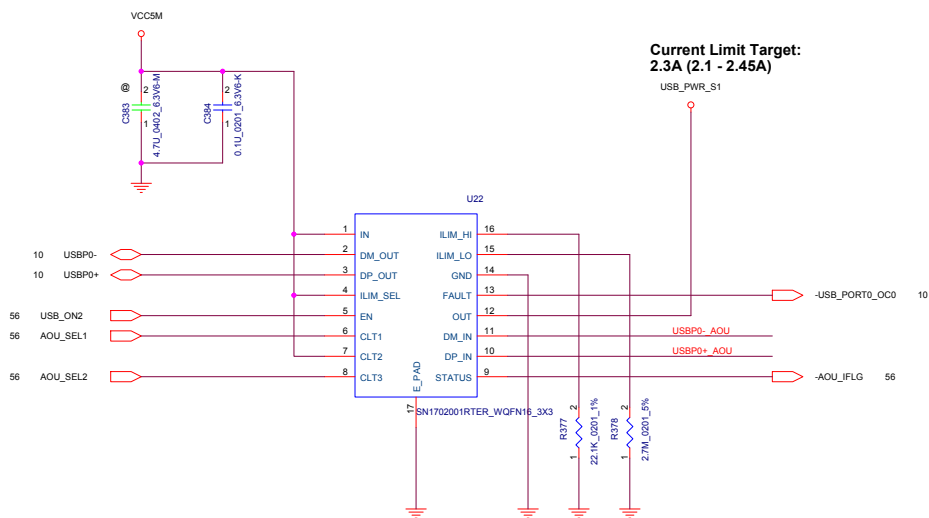 VCC5M
Current Limit Target:
2.3A (2.1 - 2.45A)
USB_PWR_S1
@
2
C383
1
4.7U_0402_6.3V6-M
2
C384
1
0.1U_0201_6.3V6-K
U22
1 IN ILIM_HI 16
10 USBP0- 2 DM_OUT ILIM_LO 15
10 USBP0+ 3 DP_OUT GND 14
4 ILIM_SEL FAULT 13 -USB_PORT0_OC0 10
56 USB_ON2 5 EN OUT 12
56 AOU_SEL1 6 CLT1 DM_IN 11 USBP0-_AOU
7 CLT2 DP_IN 10 USBP0+_AOU
56 AOU_SEL2 8 CLT3 STATUS 9 -AOU_IFLG 56
E_PAD
17
SN1702001RTER_WQFN16_3X3
2
R377
1
22.1K_0201_1%
2
R378
1
2.7M_0201_5%